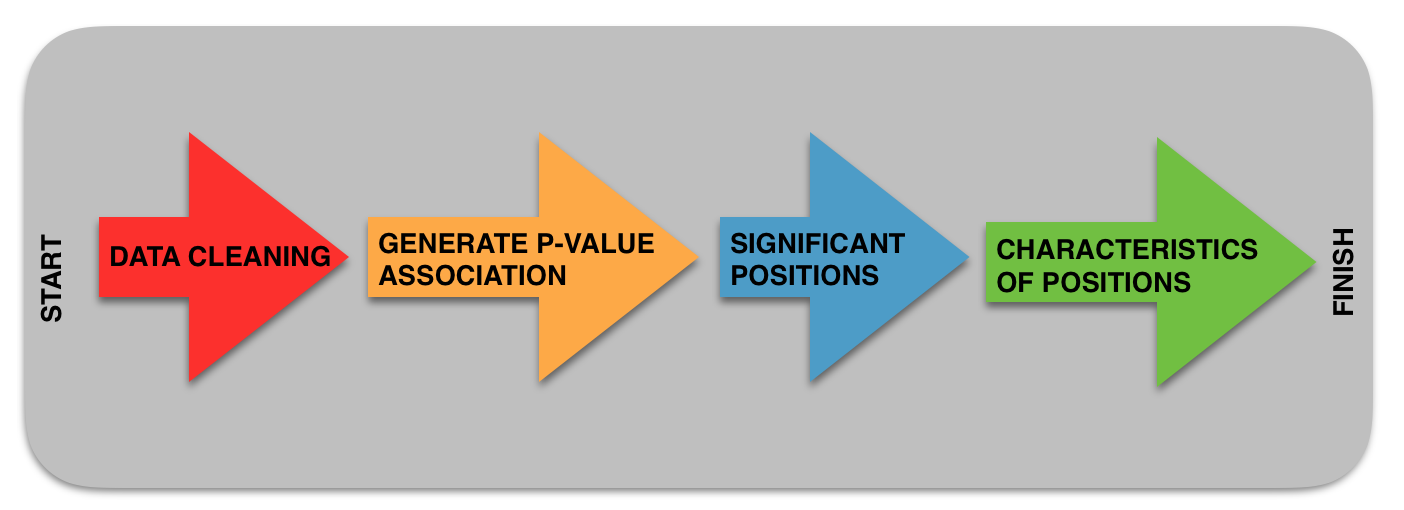 START
DATA CLEANING
GENERATE P-VALUE
ASSOCIATION
SIGNIFICANT
POSITIONS
CHARACTERISTICS
OF POSITIONS
FINISH